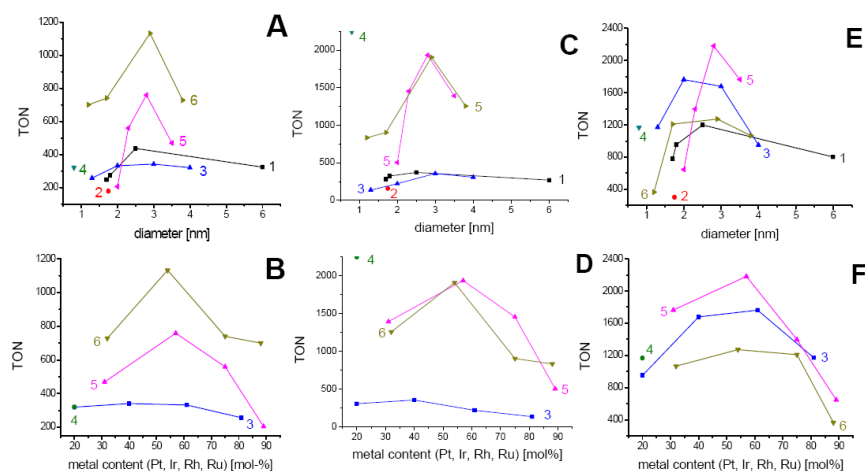 A
TON
1200
1000
800
600
400
200
0 1 2 3 4 5 6
diameter [nm]
6
5
4
3
2
1
C
TON
2000
1500
1000
500
0
0 1 2 3 4 5 6
diameter [nm]
4
5
5
3
2
1
E
TON
2400
2000
1600
1200
800
400
1 2 3 4 5 6
diameter [nm]
5
4
3
6
2
1
B
TON
1200
1000
800
600
400
200
20 30 40 50 60 70 80 90
metal content (Pt, Ir, Rh, Ru) [mol-%]
6
5
4
3
D
TON
2000
1500
1000
500
0
20 30 40 50 60 70 80 90
metal content (Pt, Ir, Rh, Ru) [mol%]
4
5
6
5
3
F
TON
2400
2000
1600
1200
800
400
20 30 40 50 60 70 80 90
metal content (Pt, Ir, Rh, Ru) [mol%]
5
4
3
6